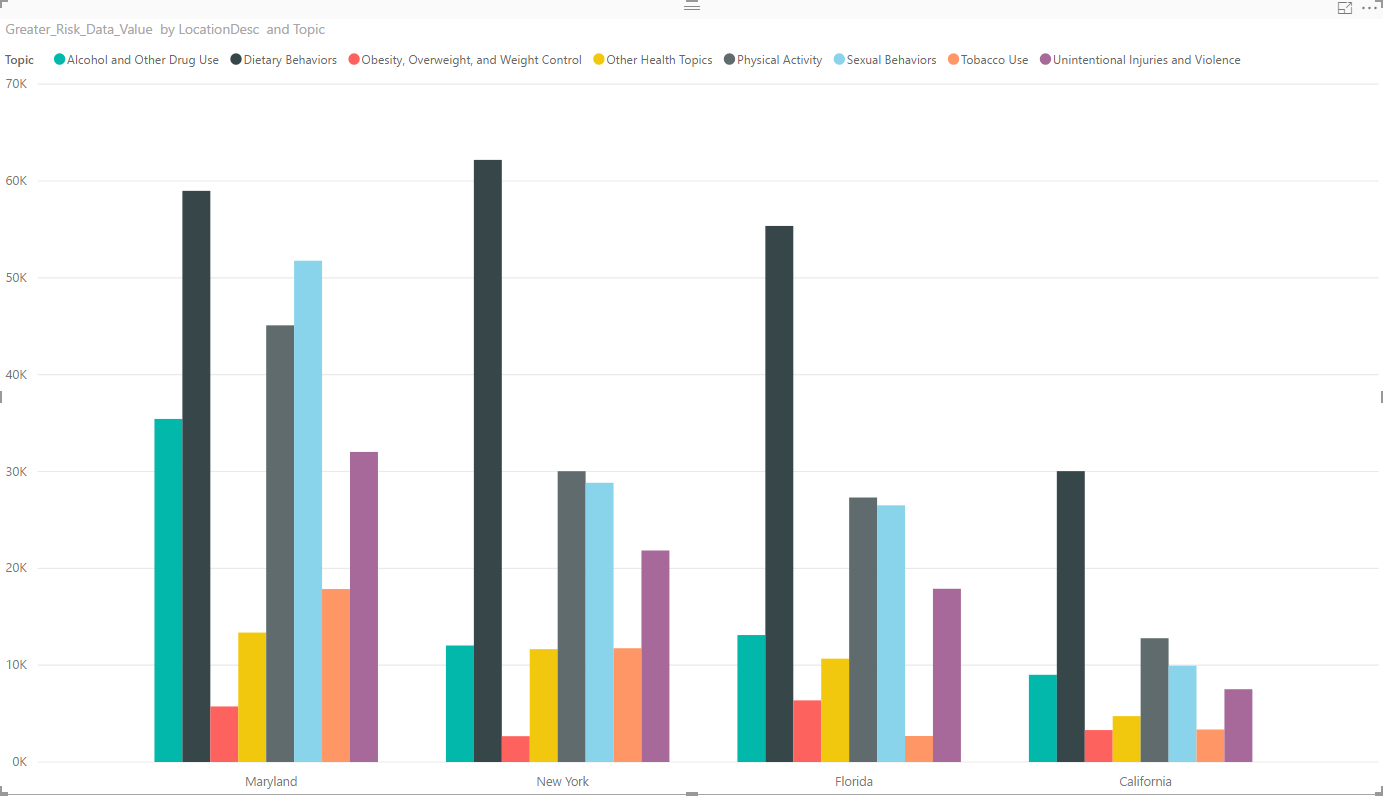 Greater_Risk_Data_Value by LocationDesc and Topic
Topic Alcohol and Other Drug Use Dietary Behaviors Obesity, Overweight, and Weight Control Other Health Topics Physical Activity Sexual Behaviors Tobacco Use Unintentional Injuries and Violence
70K
60K
50K
40K
30K
20K
10K
0K
Maryland New York Florida California